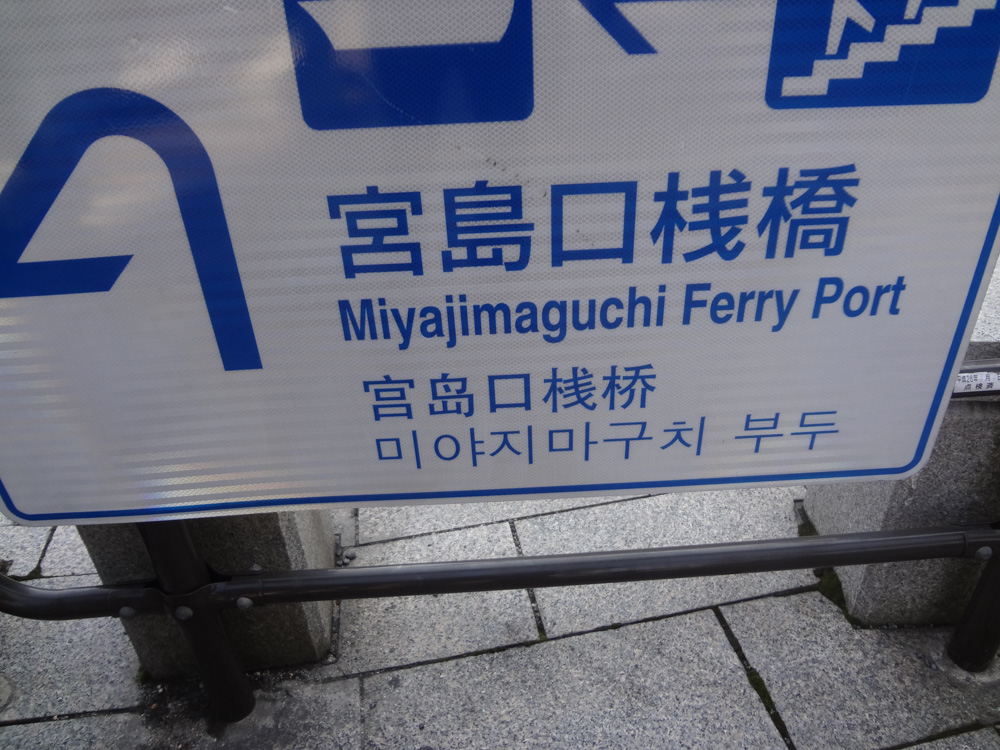 宮島口桟橋
Miyajimaguchi Ferry Port
宫岛口栈桥
미야지마구치 부두